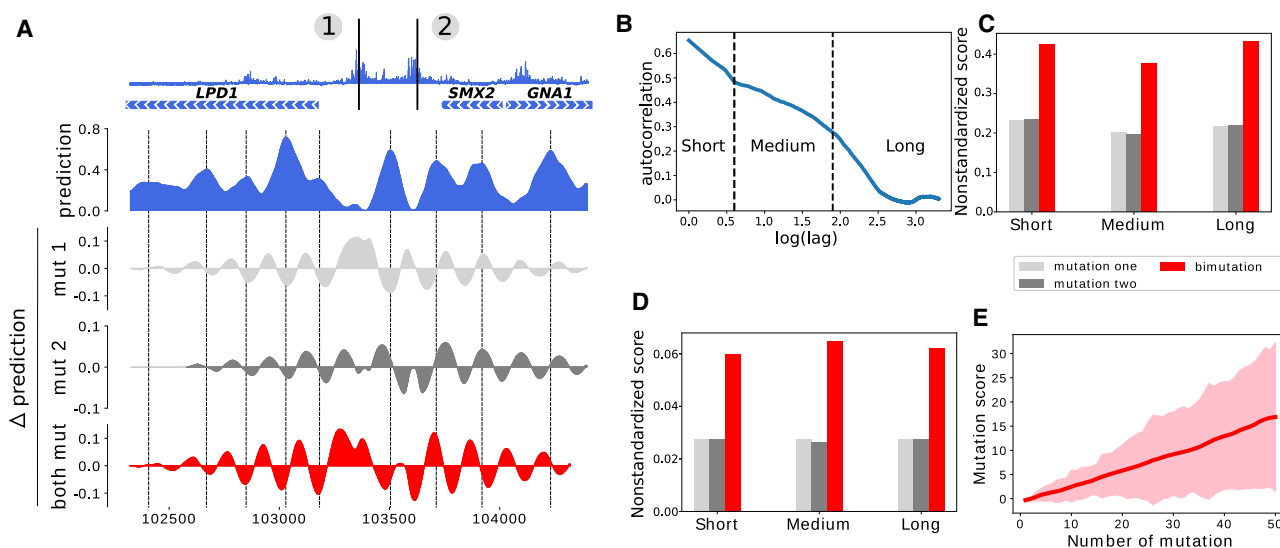 A
1
2
LPD1
SMX2
GNA1
prediction
0.8
0.4
0.0
Δ prediction
mut 1
0.1
0.0
-0.1
mut 2
0.1
0.0
-0.1
both mut
0.1
0.0
-0.1
102500 103000 103500 104000
B
autocorrelation
0.6
0.5
0.4
0.3
0.2
0.1
0.0
Short Medium Long
0.0 0.5 1.0 1.5 2.0 2.5 3.0
log(lag)
C
Nonstandardized score
0.4
0.3
0.2
0.1
0.0
Short Medium Long
mutation one
mutation two
bimutation
D
Nonstandardized score
0.06
0.04
0.02
0.00
Short Medium Long
E
Mutation score
30
25
20
15
10
5
0
0 10 20 30 40 50
Number of mutation